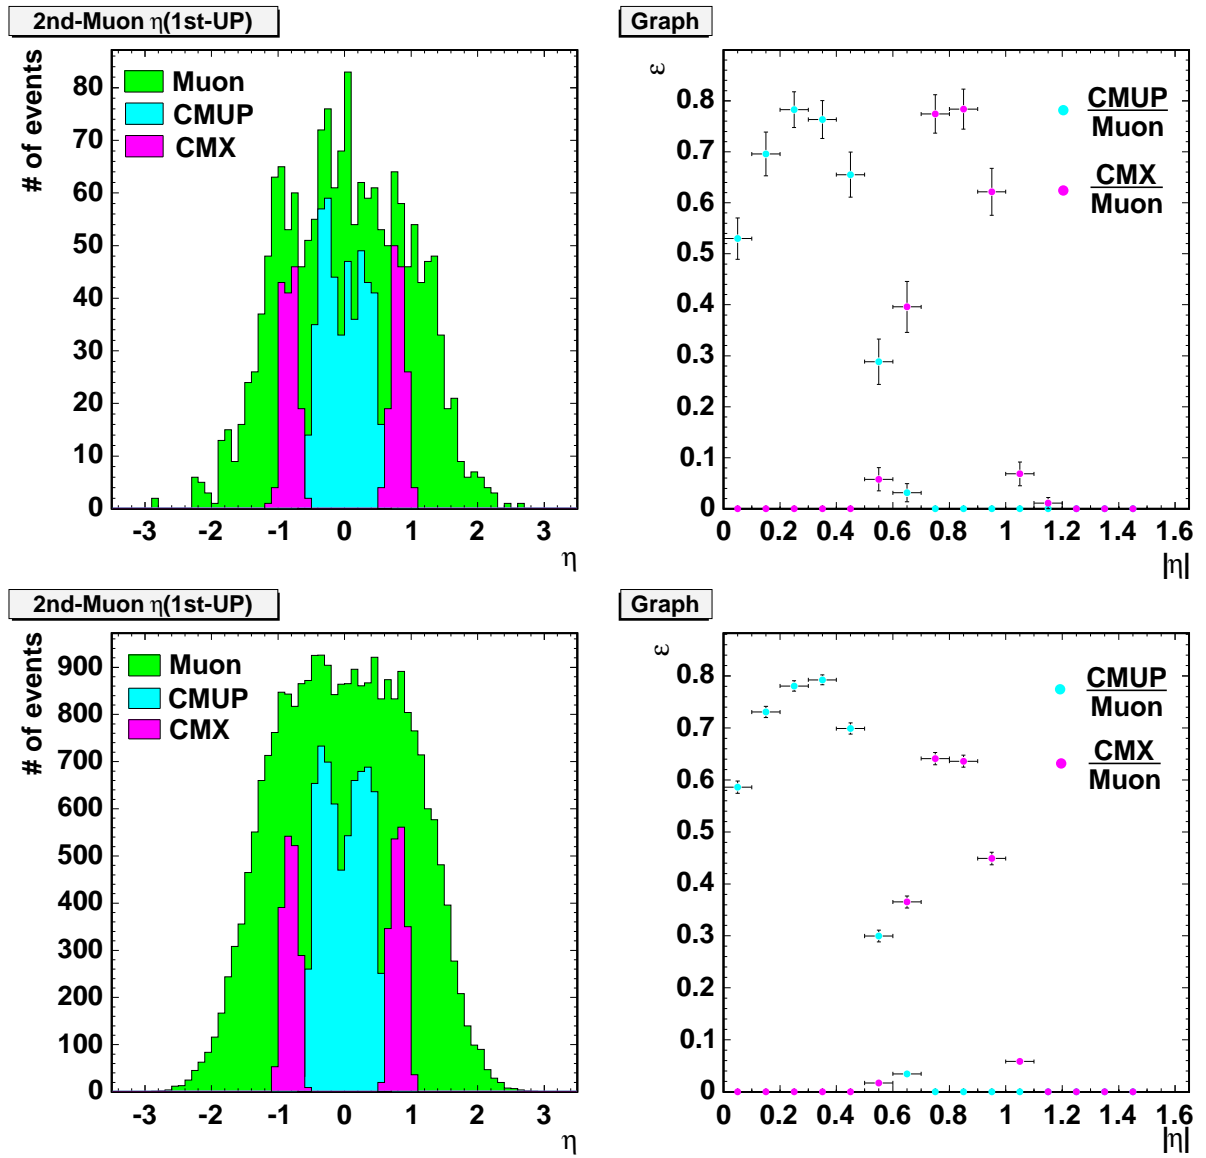 2nd-Muon η(1st-UP)
# of events
Muon
CMUP
CMX
80
70
60
50
40
30
20
10
0
-3 -2 -1 0 1 2 3
η
Graph
ε
CMUP
Muon
CMX
Muon
0.8
0.7
0.6
0.5
0.4
0.3
0.2
0.1
0
0 0.2 0.4 0.6 0.8 1 1.2 1.4 1.6
|η|
2nd-Muon η(1st-UP)
# of events
Muon
CMUP
CMX
900
800
700
600
500
400
300
200
100
0
-3 -2 -1 0 1 2 3
η
Graph
ε
CMUP
Muon
CMX
Muon
0.8
0.7
0.6
0.5
0.4
0.3
0.2
0.1
0
0 0.2 0.4 0.6 0.8 1 1.2 1.4 1.6
|η|